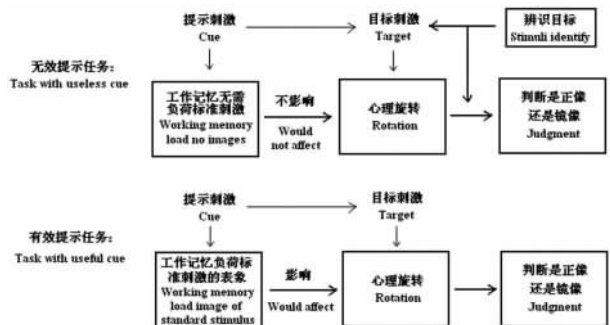 提示刺激
Cue
目标刺激
Target
辨识目标
Stimuli identify
无效提示任务：
Task with useless cue
工作记忆无需
负荷标准刺激
Working memory
load no images
不影响
Would
not affect
心理旋转
Rotation
判断是正像
还是镜像
Judgment
提示刺激
Cue
目标刺激
Target
有效提示任务：
Task with useful cue
工作记忆负荷标
准刺激的表象
Working memory
load image of
standard stimulus
影响
Would affect
心理旋转
Rotation
判断是正像
还是镜像
Judgment